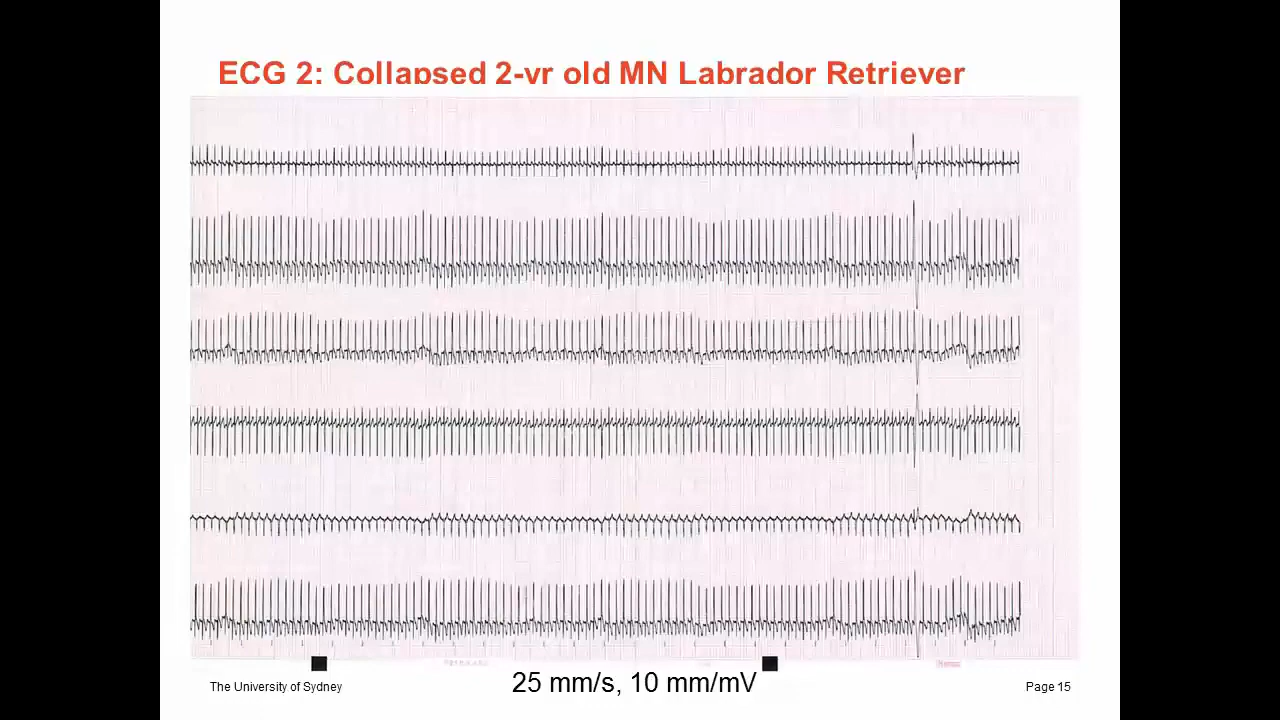 ECG 2: Collapsed 2-yr old MN Labrador Retriever
25 mm/s, 10 mm/mV
The University of Sydney
Page 15